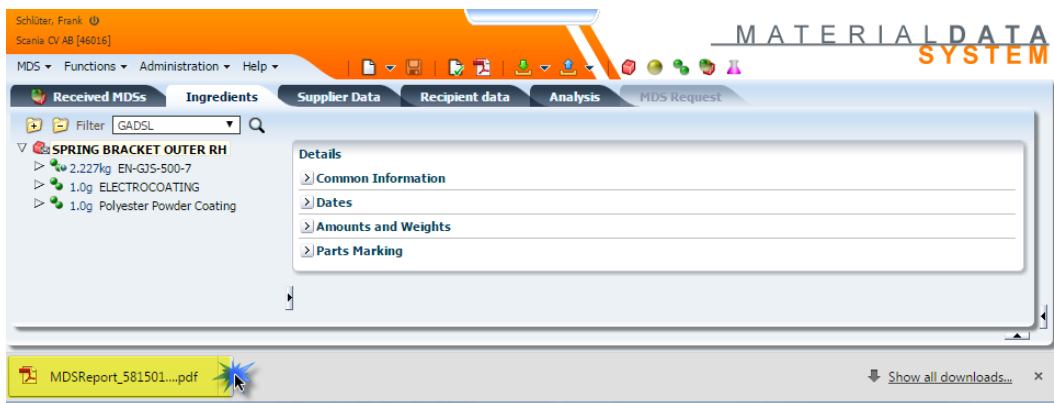 Schlüter, Frank
Scania CV AB [46016]
MATERIALDATA
SYSTEM
MDS Functions Administration Help
Received MDSs Ingredients Supplier Data Recipient data Analysis MDS Request
Filter GADSL
SPRING BRACKET OUTER RH
2.227kg EN-GJS-500-7
1.0g ELECTROCOATING
1.0g Polyester Powder Coating
Details
Common Information
Dates
Amounts and Weights
Parts Marking
MDSReport_581501....pdf
Show all downloads...